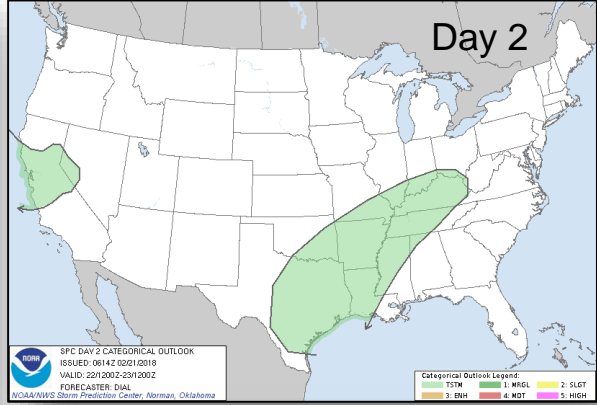 Day 2
NOAA
SPC DAY 2 CATEGORICAL OUTLOOK
ISSUED: 0614Z 02/21/2018
VALID: 22/1200Z-23/1200Z
FORECASTER: DIAL
NOAA/NWS Storm Prediction Center, Norman, Oklahoma
Categorical Outlook Legend:
TSTM 1: MRGL 2: SLGT
3: ENH 4: MDT 5: HIGH